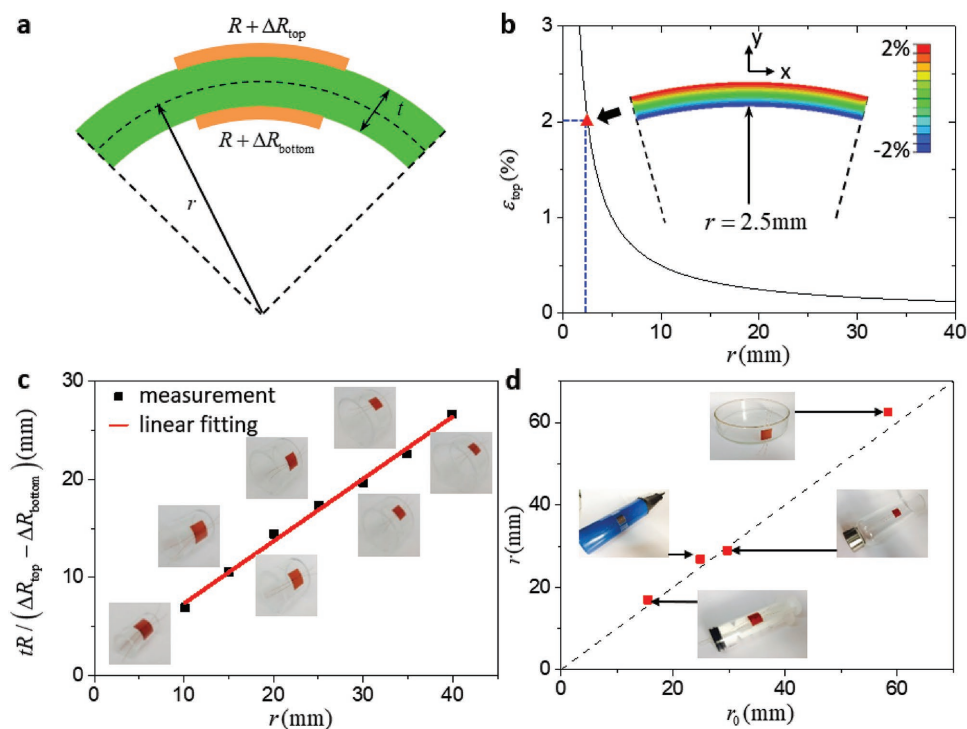 a
R + ΔR_top
R + ΔR_bottom
t
r
b
3
2
1
0
ε_top (%)
y
x
2%
-2%
r = 2.5mm
0 10 20 30 40
r (mm)
c
30
20
10
0
tR / (ΔR_top − ΔR_bottom) (mm)
measurement
linear fitting
0 10 20 30 40
r (mm)
d
60
40
20
0
r (mm)
0 20 40 60
r₀ (mm)